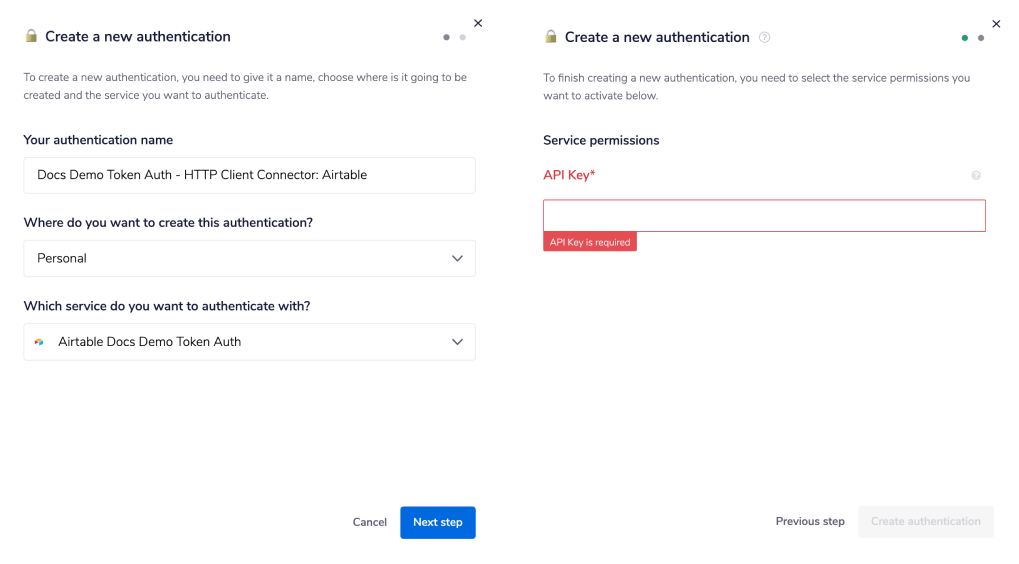 Create a new authentication
To create a new authentication, you need to give it a name, choose where is it going to be
created and the service you want to authenticate.
Your authentication name
Docs Demo Token Auth - HTTP Client Connector: Airtable
Where do you want to create this authentication?
Personal
Which service do you want to authenticate with?
Airtable Docs Demo Token Auth
Cancel
Next step
Create a new authentication ?
To finish creating a new authentication, you need to select the service permissions you
want to activate below.
Service permissions
API Key* ?
API Key is required
Previous step
Create authentication